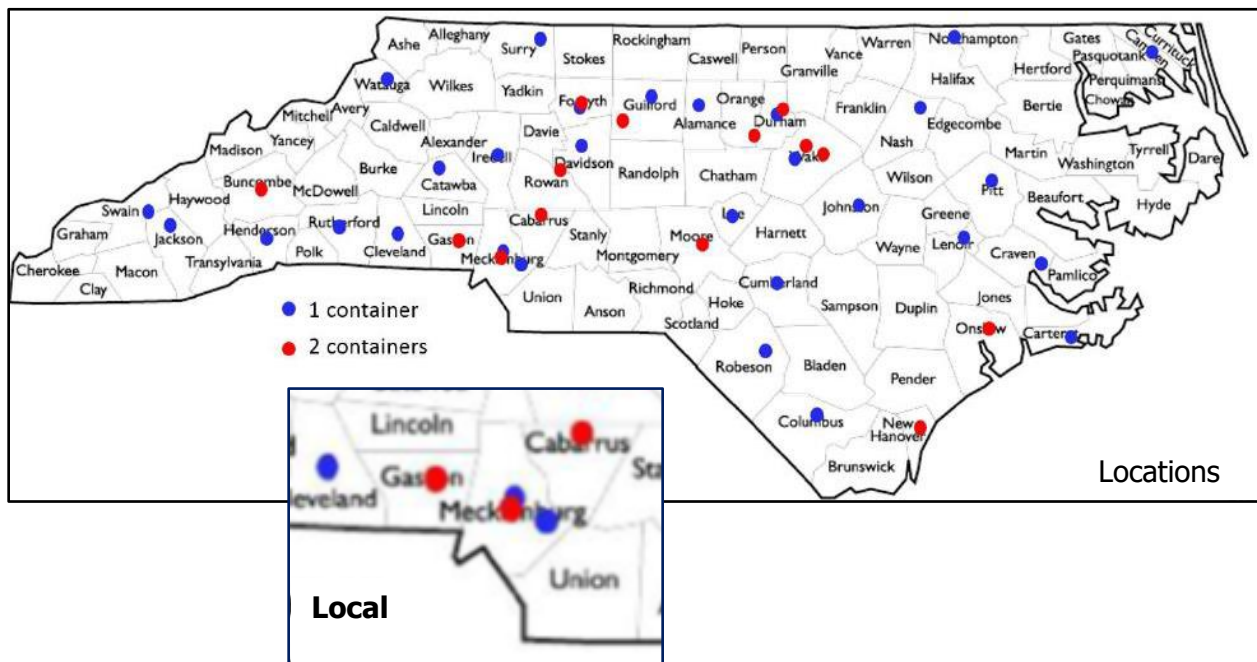 Ashe
Alleghany
Surry
Stokes
Rockingham
Caswell
Person
Granville
Vance
Warren
Northampton
Gates
Camden
Currituck
Pasquotank
Perquimans
Chowan
Hertford
Halifax
Bertie
Watauga
Wilkes
Yadkin
Forsyth
Guilford
Alamance
Orange
Durham
Franklin
Nash
Edgecombe
Martin
Washington
Tyrrell
Dare
Mitchell
Avery
Caldwell
Alexander
Iredell
Davie
Davidson
Randolph
Chatham
Wake
Wilson
Pitt
Beaufort
Hyde
Madison
Yancey
Burke
Catawba
Rowan
Buncombe
McDowell
Haywood
Swain
Graham
Jackson
Henderson
Rutherford
Cleveland
Lincoln
Gaston
Cabarrus
Stanly
Montgomery
Moore
Lee
Harnett
Johnston
Greene
Lenoir
Wayne
Craven
Pamlico
Cherokee
Clay
Macon
Transylvania
Polk
Mecklenburg
Union
Anson
Richmond
Hoke
Scotland
Cumberland
Sampson
Duplin
Jones
Onslow
Carteret
Robeson
Bladen
Pender
Columbus
New
Hanover
Brunswick
1 container
2 containers
Locations
Lincoln
Cabarrus
Gaston
Sta
leveland
Mecklenburg
Union
Local